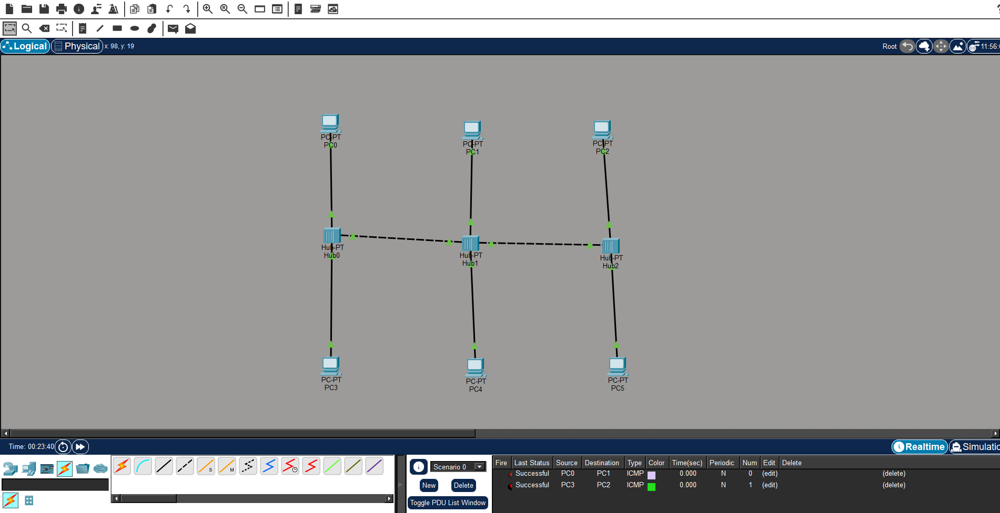 Logical
Physical
x: 98, y: 19
Root
PC-PT
PC0
PC-PT
PC1
PC-PT
PC2
Hub-PT
Hub0
Hub-PT
Hub1
Hub-PT
Hub2
PC-PT
PC3
PC-PT
PC4
PC-PT
PC5
Time: 00:23:40
Realtime
S
M
Scenario 0
New
Delete
Toggle PDU List Window
Fire Last Status Source Destination Type Color Time(sec) Periodic Num Edit Delete
Successful PC0 PC1 ICMP 0.000 N 0 (edit) (delete)
Successful PC3 PC2 ICMP 0.000 N 1 (edit) (delete)